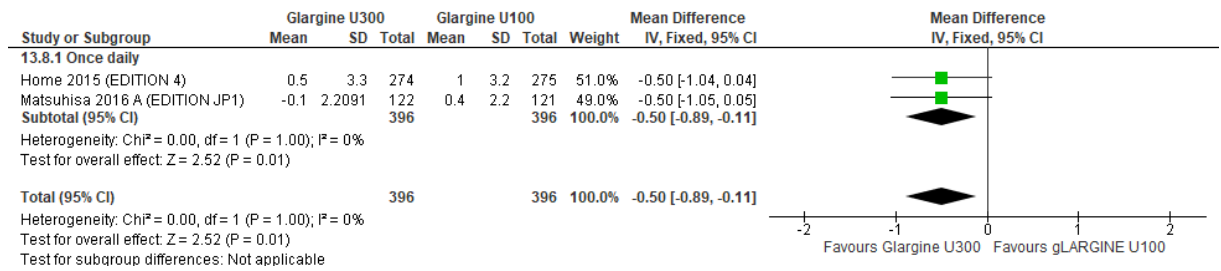 Glargine U300 Glargine U100 Mean Difference Mean Difference
Study or Subgroup Mean SD Total Mean SD Total Weight IV, Fixed, 95% CI IV, Fixed, 95% CI
13.8.1 Once daily
Home 2015 (EDITION 4) 0.5 3.3 274 1 3.2 275 51.0% -0.50 [-1.04, 0.04]
Matsuhisa 2016 A (EDITION JP1) -0.1 2.2091 122 0.4 2.2 121 49.0% -0.50 [-1.05, 0.05]
Subtotal (95% CI) 396 396 100.0% -0.50 [-0.89, -0.11]
Heterogeneity: Chi² = 0.00, df = 1 (P = 1.00); I² = 0%
Test for overall effect: Z = 2.52 (P = 0.01)
Total (95% CI) 396 396 100.0% -0.50 [-0.89, -0.11]
Heterogeneity: Chi² = 0.00, df = 1 (P = 1.00); I² = 0%
Test for overall effect: Z = 2.52 (P = 0.01)
Test for subgroup differences: Not applicable
-2 -1 0 1 2
Favours Glargine U300 Favours gLARGINE U100